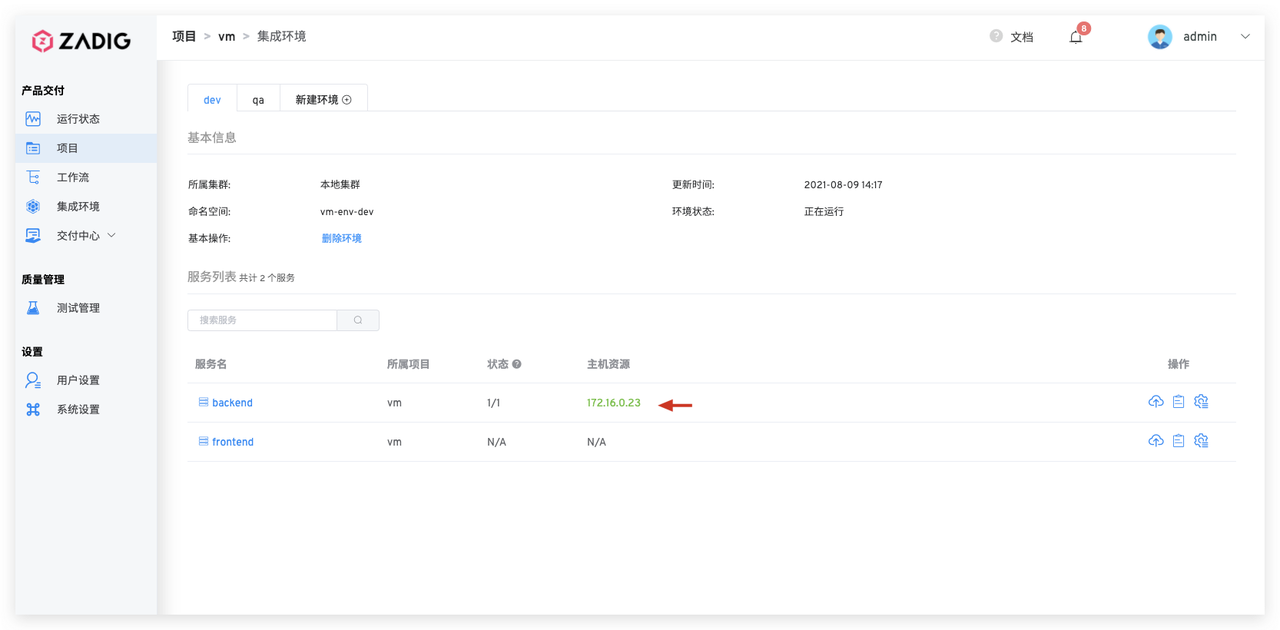 ZADIG
项目 > vm > 集成环境
文档
8
admin
产品交付
运行状态
项目
工作流
集成环境
交付中心
质量管理
测试管理
设置
用户设置
系统设置
dev
qa
新建环境
基本信息
所属集群: 本地集群 更新时间: 2021-08-09 14:17
命名空间: vm-env-dev 环境状态: 正在运行
基本操作: 删除环境
服务列表 共计 2 个服务
搜索服务
服务名 所属项目 状态 主机资源 操作
backend vm 1/1 172.16.0.23
frontend vm N/A N/A